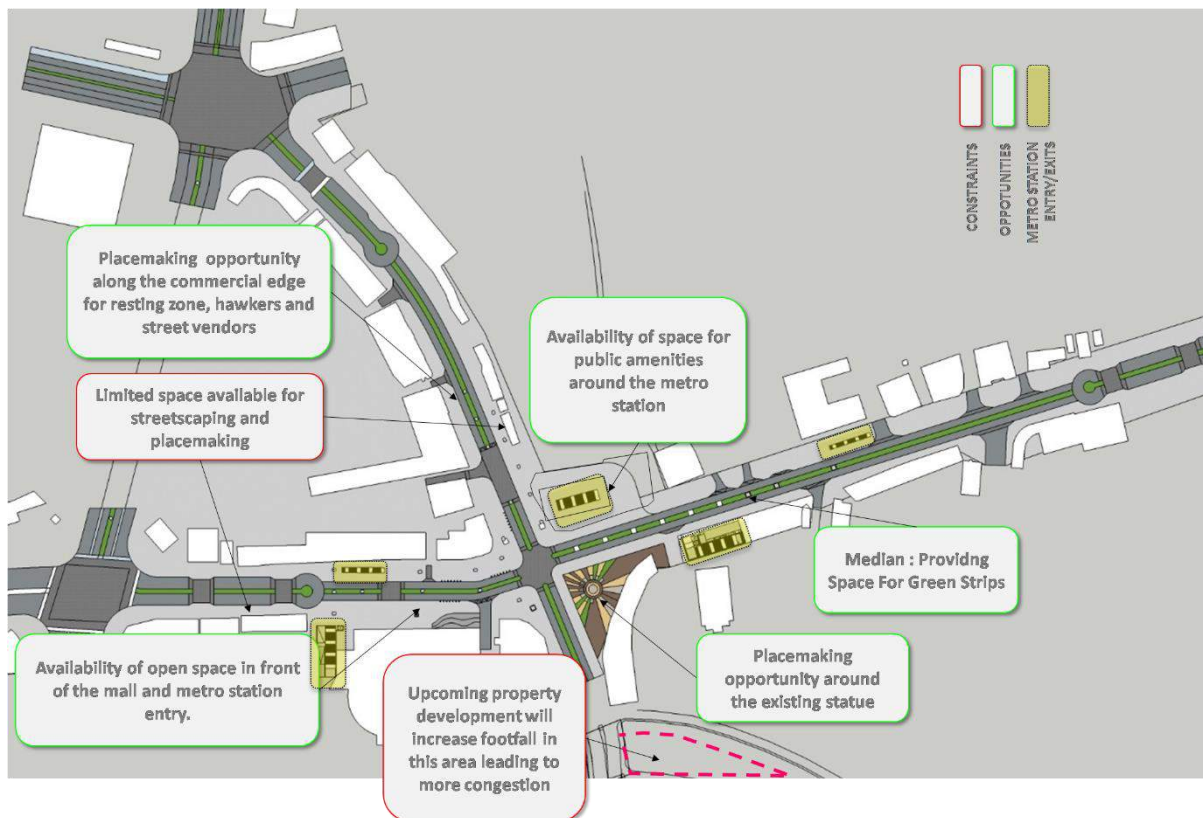 CONSTRAINTS
OPPOTUNITIES
METRO STATION
ENTRY/EXITS
Placemaking opportunity
along the commercial edge
for resting zone, hawkers and
street vendors
Availability of space for
public amenities
around the metro
station
Limited space available for
streetscaping and
placemaking
Median : Providng
Space For Green Strips
Availability of open space in front
of the mall and metro station
entry.
Upcoming property
development will
increase footfall in
this area leading to
more congestion
Placemaking
opportunity around
the existing statue